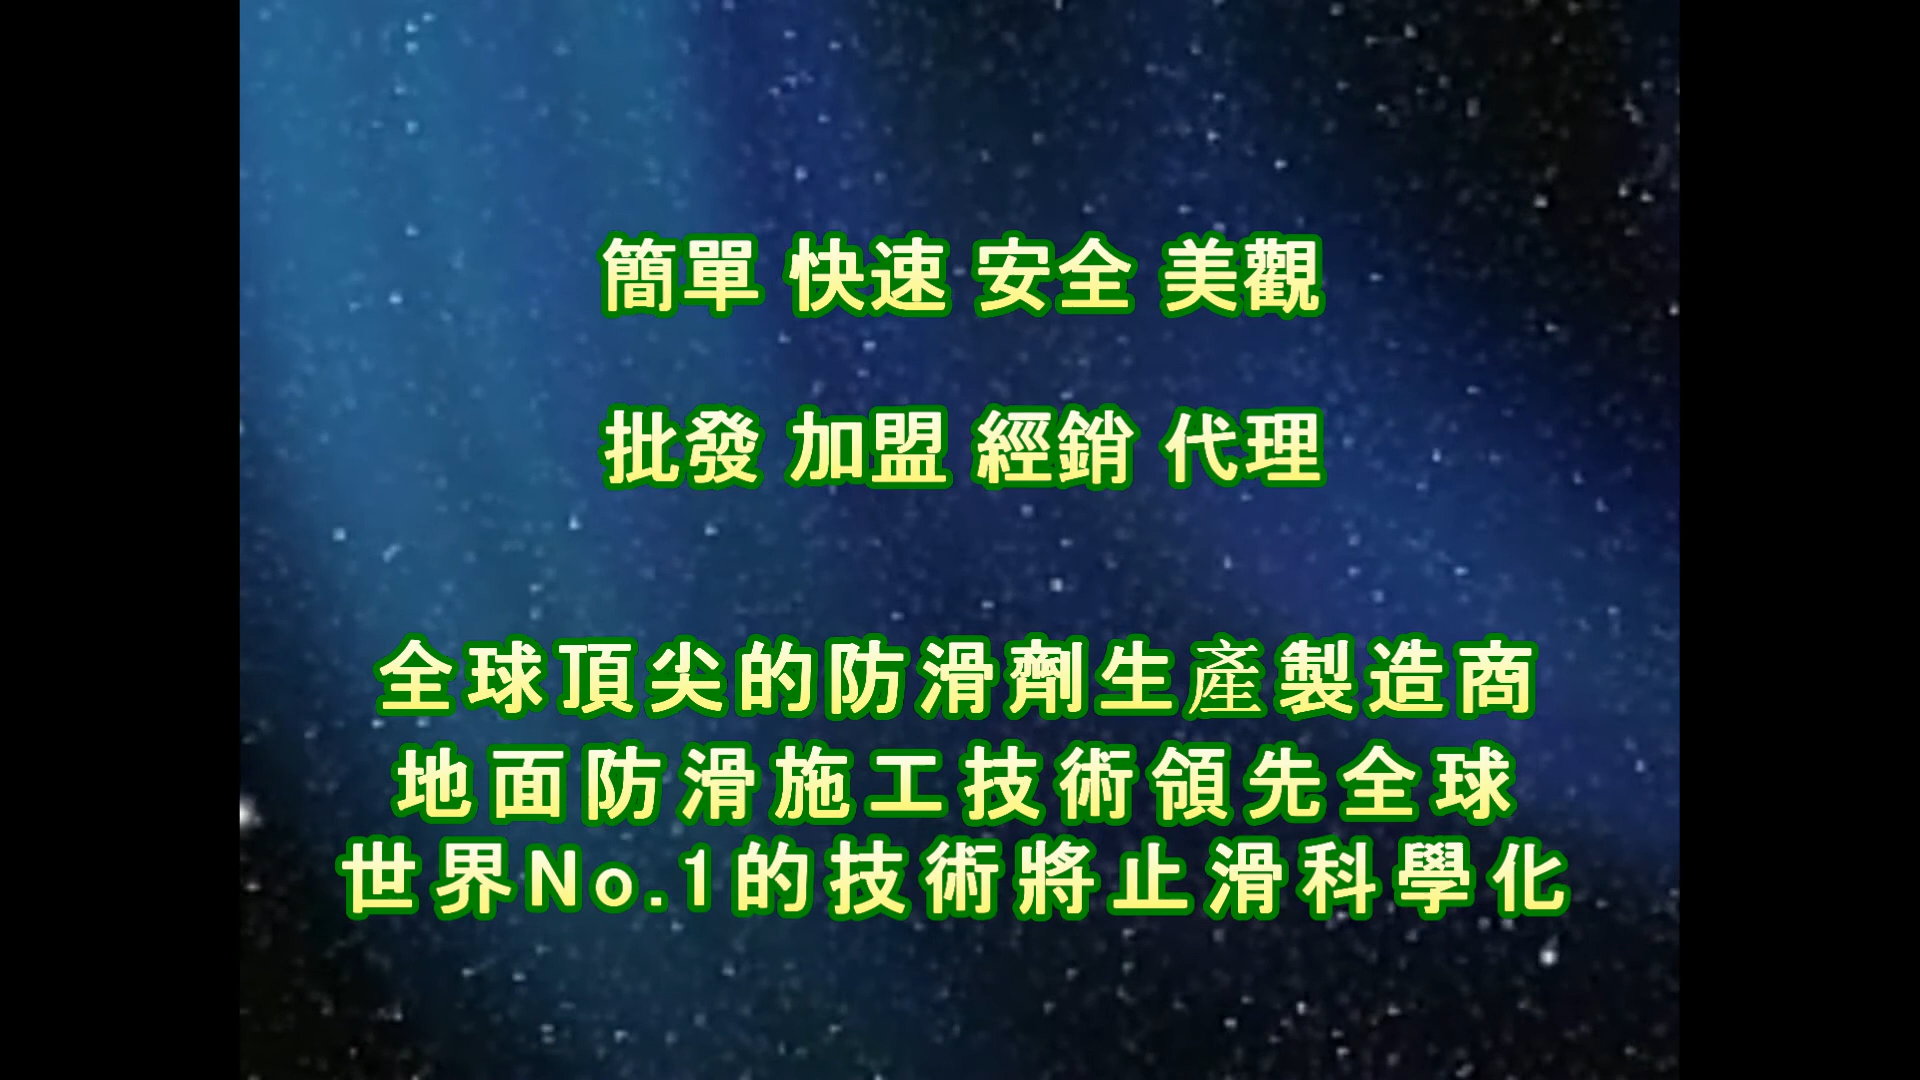 簡單 快速 安全 美觀
批發 加盟 經銷 代理
全球頂尖的防滑劑生產製造商
地面防滑施工技術領先全球
世界No.1的技術將止滑科學化